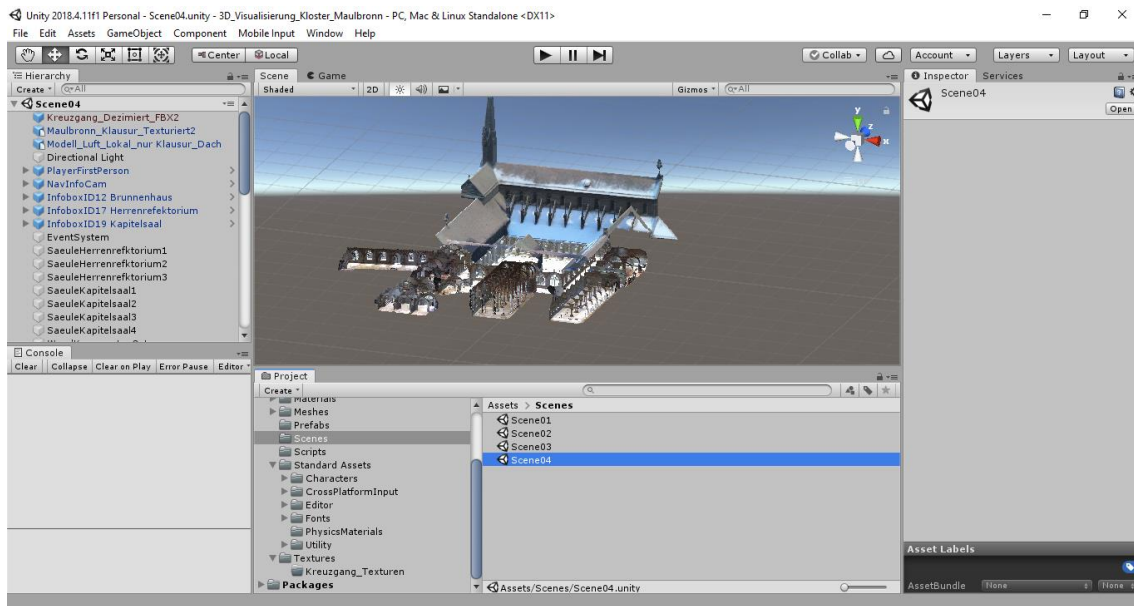 Unity 2018.4.11f1 Personal - Scene04.unity - 3D_Visualisierung_Kloster_Maulbronn - PC, Mac & Linux Standalone <DX11>
File Edit Assets GameObject Component Mobile Input Window Help
Center Local Collab Account Layers Layout
Hierarchy
Create All
Scene04
Kreuzgang_Dezimiert_FBX2
Maulbronn_Klausur_Texturiert2
Modell_Luft_Lokal_nur Klausur_Dach
Directional Light
PlayerFirstPerson
NavInfoCam
InfoboxID12 Brunnenhaus
InfoboxID17 Herrenrefektorium
InfoboxID19 Kapitelsaal
EventSystem
SaeuleHerrenrefktorium1
SaeuleHerrenrefktorium2
SaeuleHerrenrefktorium3
SaeuleKapitelsaal1
SaeuleKapitelsaal2
SaeuleKapitelsaal3
SaeuleKapitelsaal4
Scene Game
Shaded 2D Gizmos All
y
z
x
Inspector Services
Scene04
Open
Console
Clear Collapse Clear on Play Error Pause Editor
Project
Create
Materials
Meshes
Prefabs
Scenes
Scripts
Standard Assets
Characters
CrossPlatformInput
Editor
Fonts
PhysicsMaterials
Utility
Textures
Kreuzgang_Texturen
Packages
Assets > Scenes
Scene01
Scene02
Scene03
Scene04
Assets/Scenes/Scene04.unity
Asset Labels
AssetBundle None None